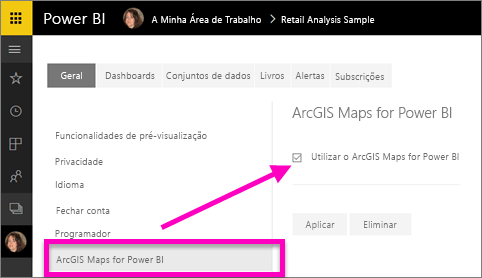 Power BI A Minha Área de Trabalho > Retail Analysis Sample
Geral Dashboards Conjuntos de dados Livros Alertas Subscrições
ArcGIS Maps for Power BI
Funcionalidades de pré-visualização
Utilizar o ArcGIS Maps for Power BI
Privacidade
Idioma
Fechar conta
Aplicar Eliminar
Programador
ArcGIS Maps for Power BI